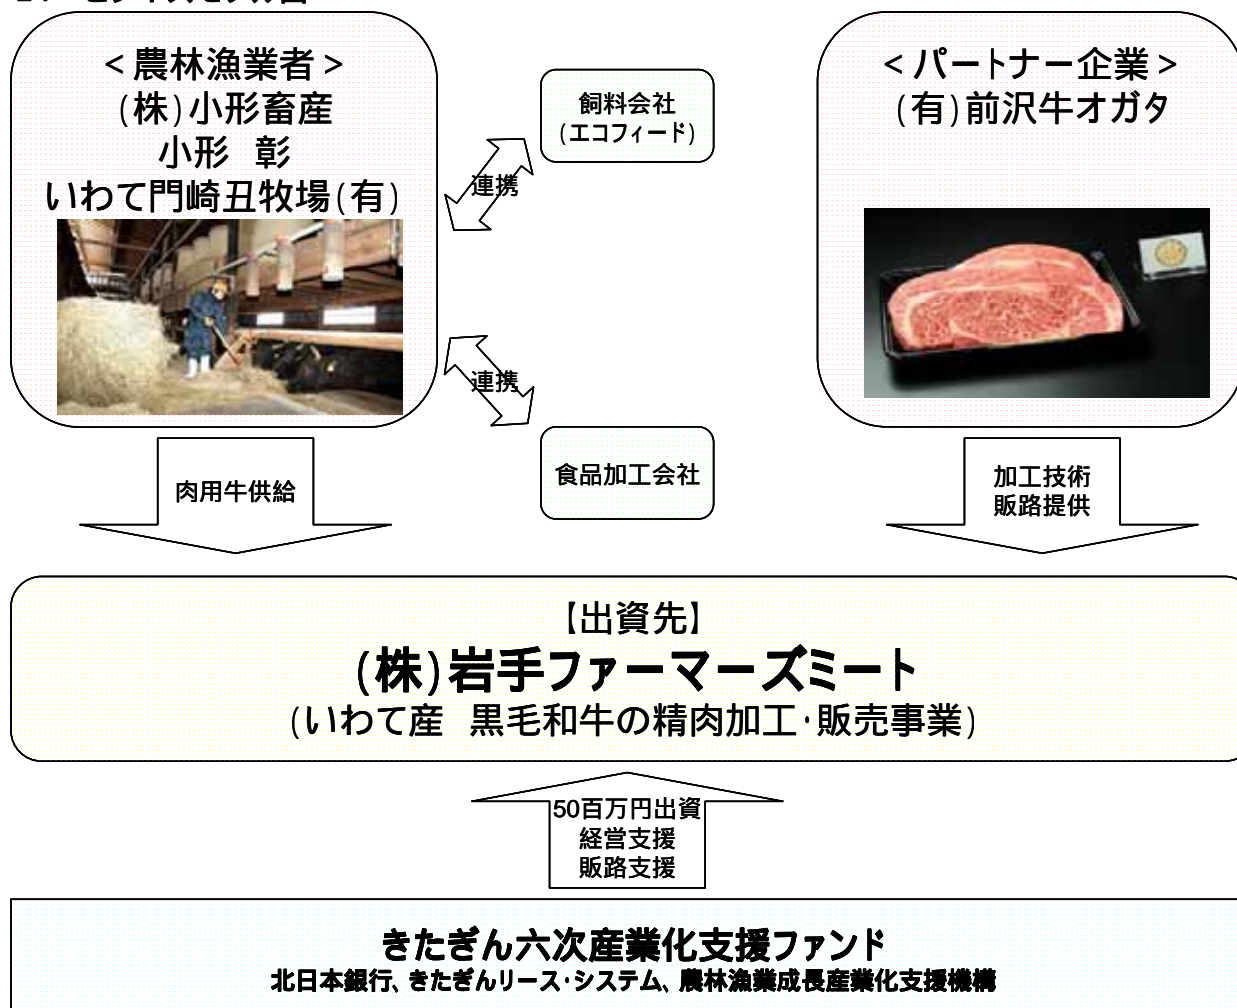 <農林漁業者>
(株)小形畜産
小形 彰
いわて門崎丑牧場(有)
飼料会社
(エコフィード)
連携
連携
食品加工会社
<パートナー企業>
(有)前沢牛オガタ
肉用牛供給
加工技術
販路提供
【出資先】
(株)岩手ファーマーズミート
(いわて産 黒毛和牛の精肉加工・販売事業)
50百万円出資
経営支援
販路支援
きたぎん六次産業化支援ファンド
北日本銀行、きたぎんリース・システム、農林漁業成長産業化支援機構